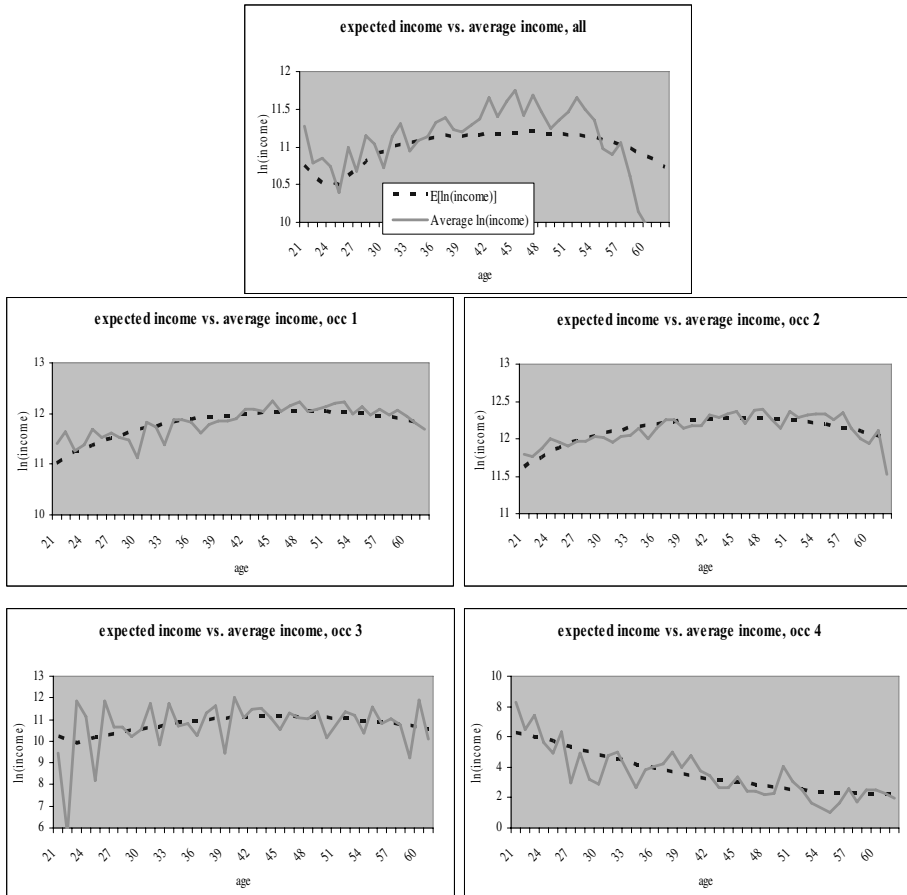 expected income vs. average income, all
12
11.5
11
10.5
10
ln(income)
E[ln(income)]
Average ln(income)
21 24 27 30 33 36 39 42 45 48 51 54 57 60
age
expected income vs. average income, occ 1
13
12
11
10
ln(income)
21 24 27 30 33 36 39 42 45 48 51 54 57 60
age
expected income vs. average income, occ 2
13
12.5
12
11.5
11
ln(income)
21 24 27 30 33 36 39 42 45 48 51 54 57 60
age
expected income vs. average income, occ 3
13
12
11
10
9
8
7
6
ln(income)
21 24 27 30 33 36 39 42 45 48 51 54 57 60
age
expected income vs. average income, occ 4
10
8
6
4
2
0
ln(income)
21 24 27 30 33 36 39 42 45 48 51 54 57 60
age